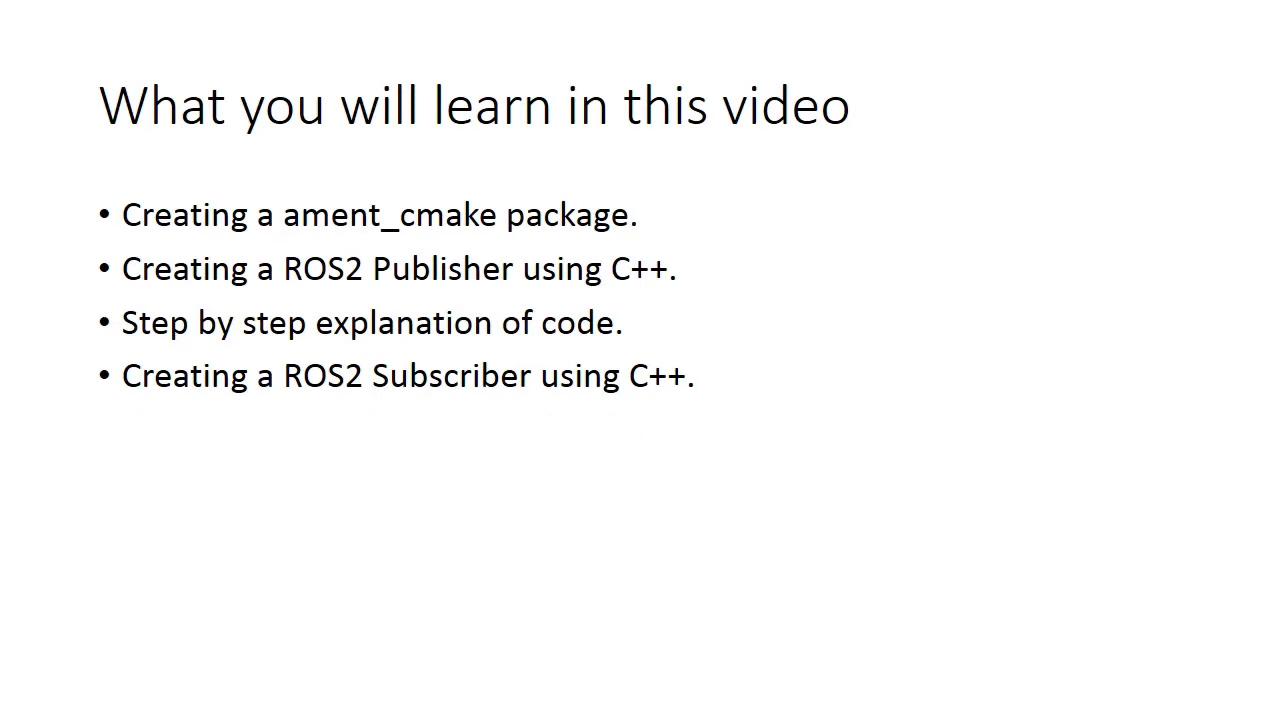 What you will learn in this video
• Creating a ament_cmake package.
• Creating a ROS2 Publisher using C++.
• Step by step explanation of code.
• Creating a ROS2 Subscriber using C++.